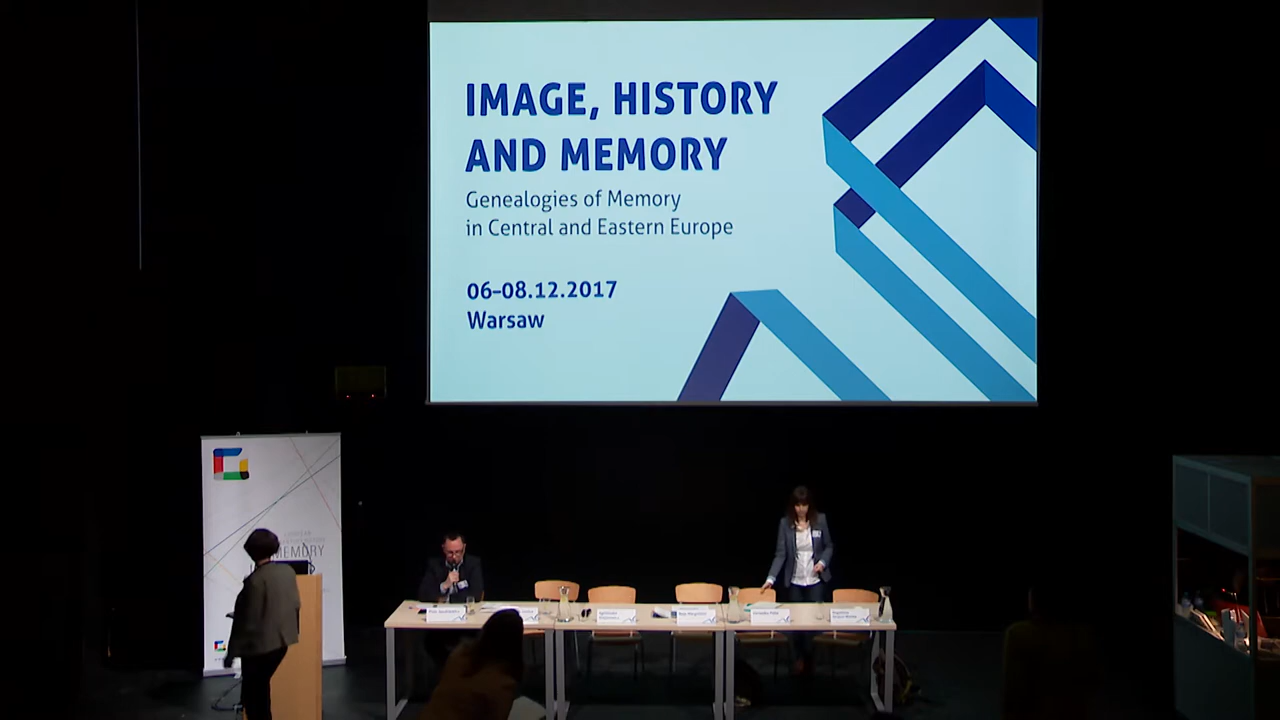 IMAGE, HISTORY
AND MEMORY
Genealogies of Memory
in Central and Eastern Europe
06–08.12.2017
Warsaw
MEMORY